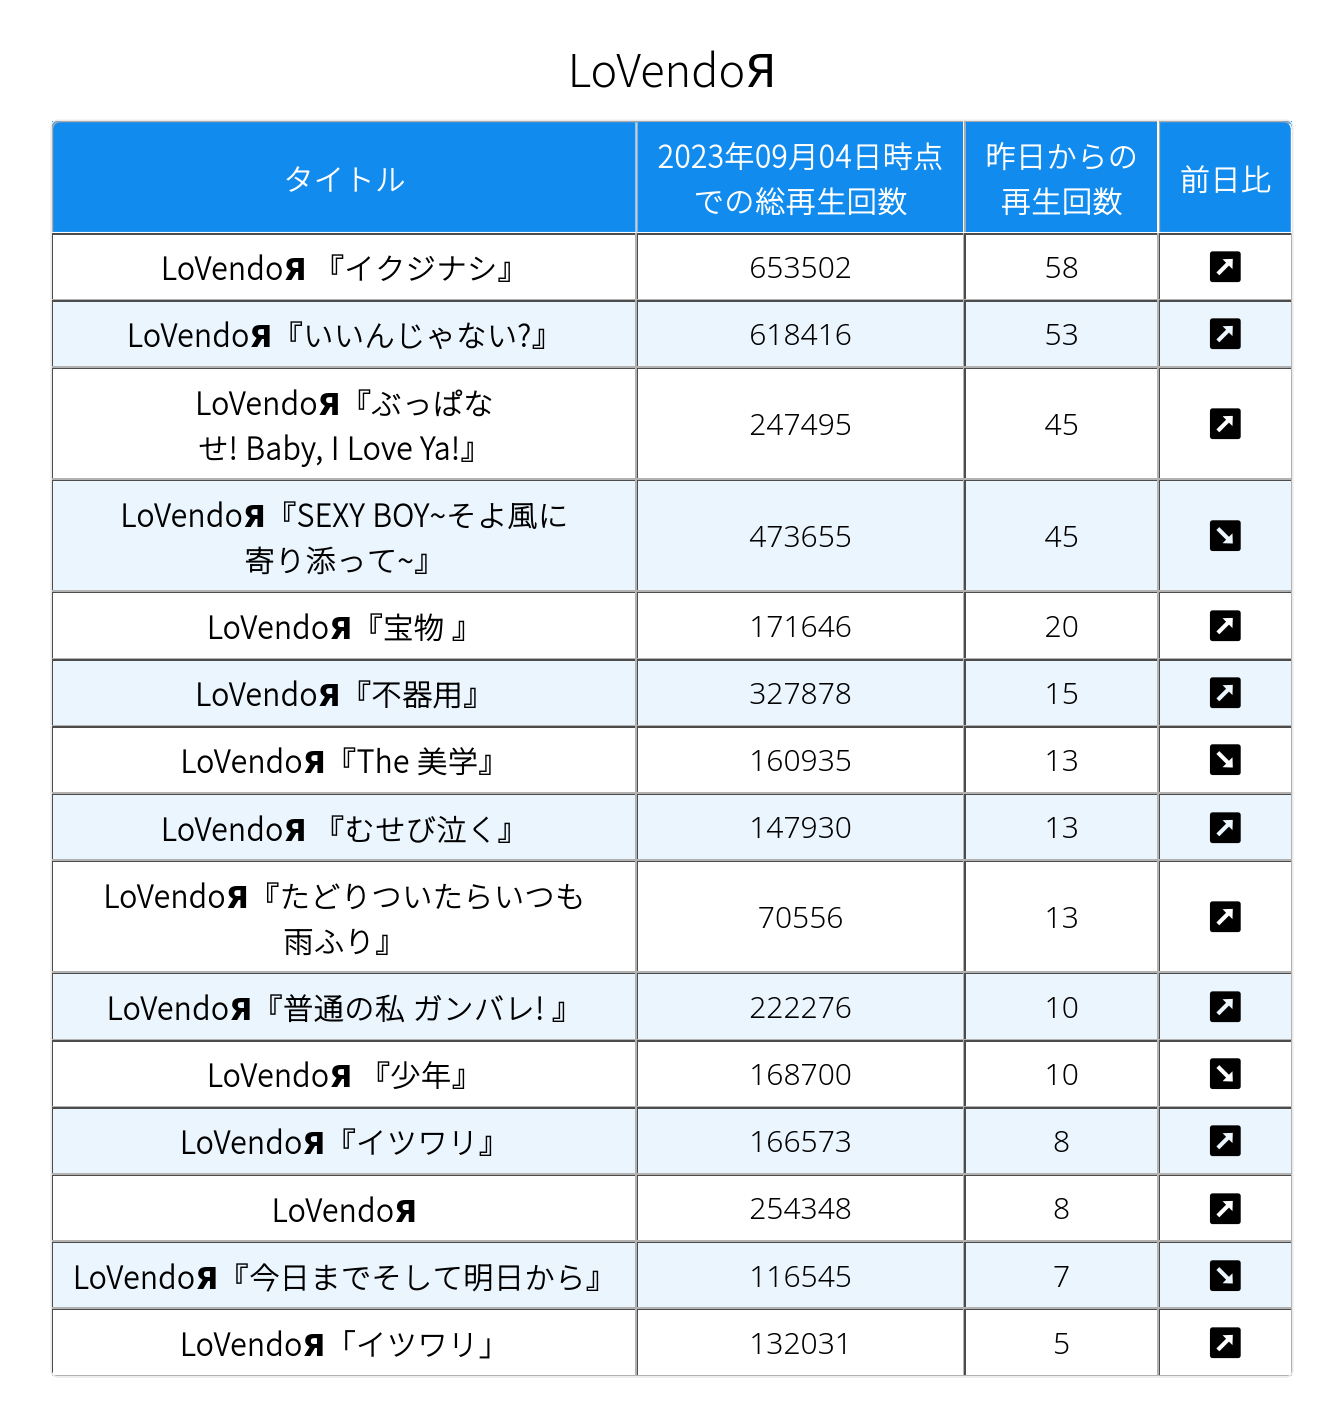 LoVendoЯ
タイトル
2023年09月04日時点
での総再生回数
昨日からの
再生回数
前日比
LoVendoЯ 『イクジナシ』 653502 58
LoVendoЯ『いいんじゃない?』 618416 53
LoVendoЯ『ぶっぱな
せ! Baby, I Love Ya!』 247495 45
LoVendoЯ『SEXY BOY~そよ風に
寄り添って~』 473655 45
LoVendoЯ『宝物 』 171646 20
LoVendoЯ『不器用』 327878 15
LoVendoЯ『The 美学』 160935 13
LoVendoЯ 『むせび泣く』 147930 13
LoVendoЯ『たどりついたらいつも
雨ふり』 70556 13
LoVendoЯ『普通の私 ガンバレ! 』 222276 10
LoVendoЯ 『少年』 168700 10
LoVendoЯ『イツワリ』 166573 8
LoVendoЯ 254348 8
LoVendoЯ『今日までそして明日から』 116545 7
LoVendoЯ「イツワリ」 132031 5